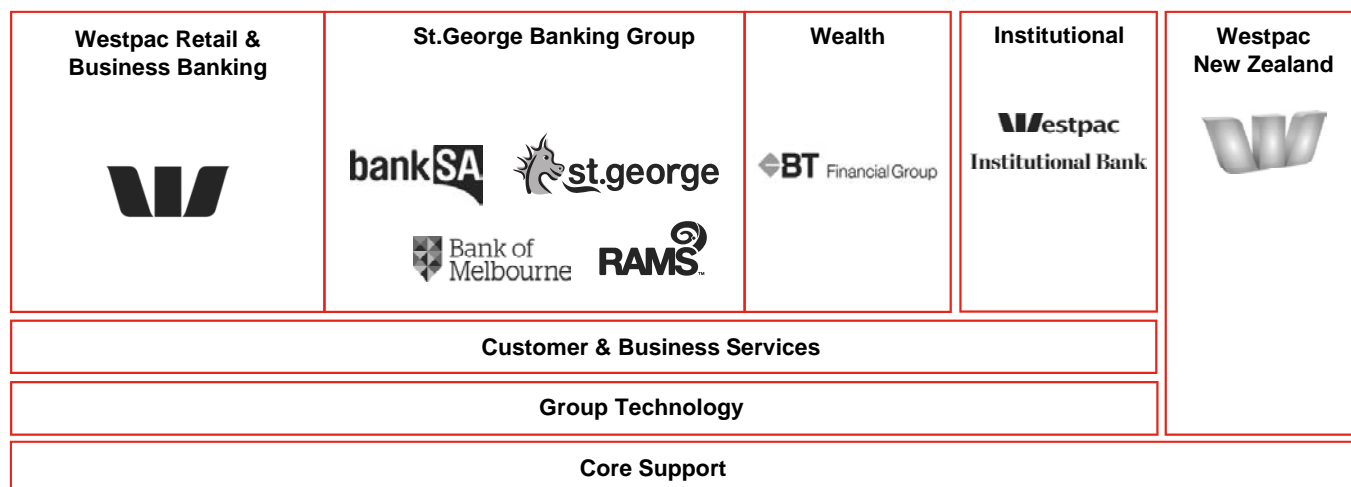 Westpac Retail &
Business Banking
St.George Banking Group
Wealth
Institutional
Westpac
New Zealand
bankSA
st.george
Bank of
Melbourne
RAMS™
BT Financial Group
Westpac
Institutional Bank
Customer & Business Services
Group Technology
Core Support